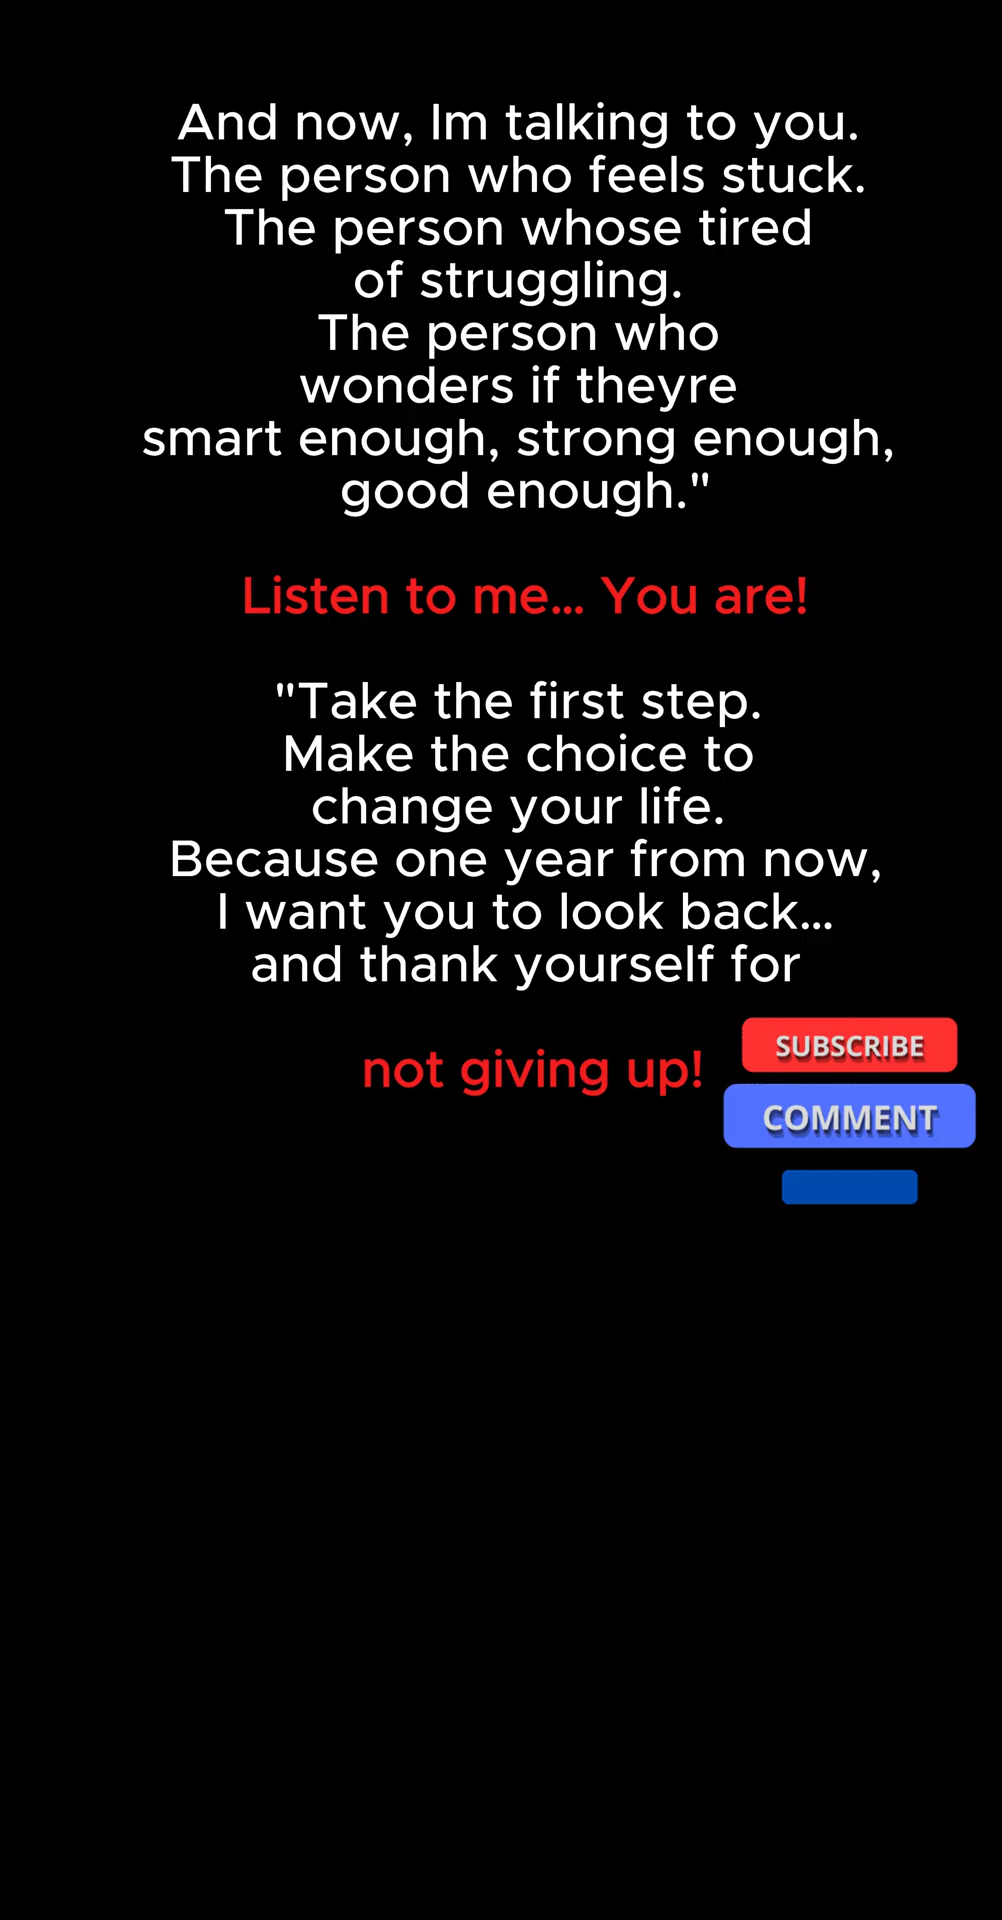 And now, Im talking to you.
The person who feels stuck.
The person whose tired
of struggling.
The person who
wonders if theyre
smart enough, strong enough,
good enough."
Listen to me... You are!
"Take the first step.
Make the choice to
change your life.
Because one year from now,
I want you to look back...
and thank yourself for
not giving up!
SUBSCRIBE
COMMENT